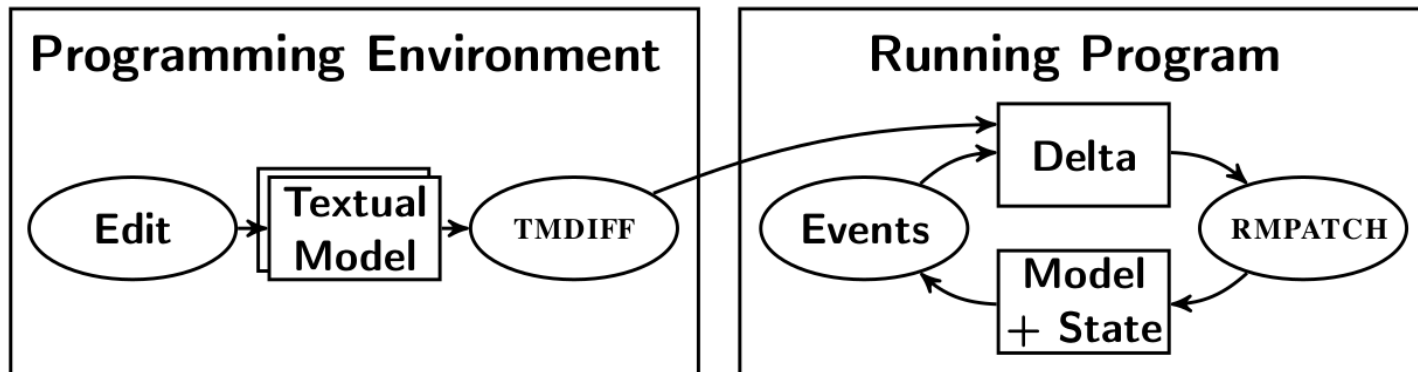 Programming Environment
Edit
Textual
Model
TMDIFF
Running Program
Delta
Events
RMPATCH
Model
+ State